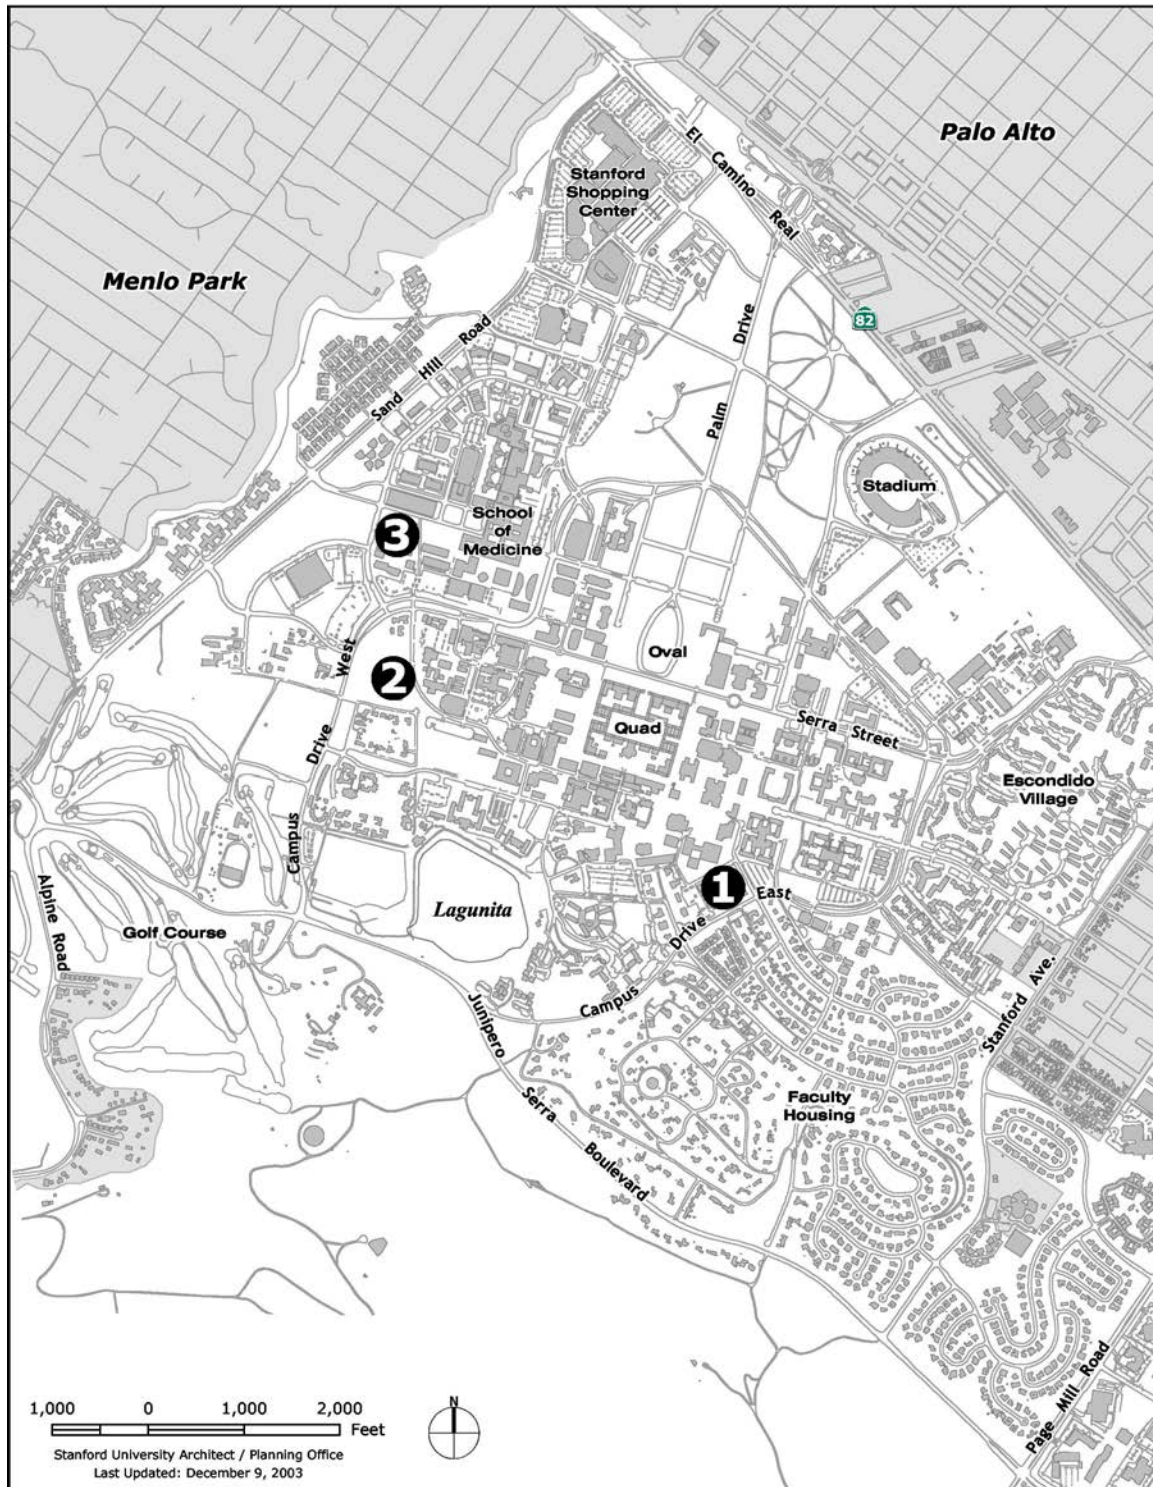 Palo Alto
El Camino Real
Stanford
Shopping
Center
Menlo Park
82
Palm Drive
Sand Hill Road
Stadium
School
of
Medicine
3
Oval
West
2
Quad
Serra Street
Drive
Escondido
Village
Campus
1
East
Alpine Road
Lagunita
Golf Course
Drive
Stanford Ave.
Campus
Junipero
Serra
Boulevard
Faculty
Housing
Page Mill Road
1,000 0 1,000 2,000
Feet
N
Stanford University Architect / Planning Office
Last Updated: December 9, 2003